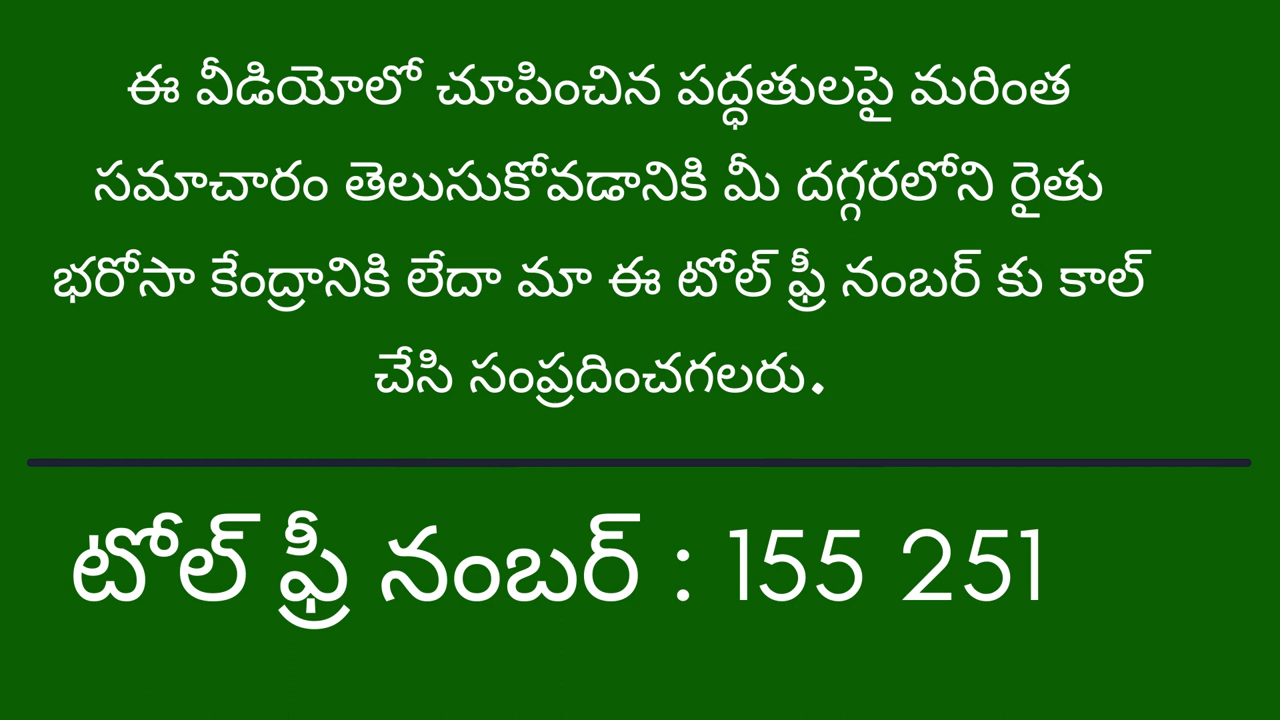 ఈ వీడియోలో చూపించిన పద్ధతులపై మరింత
సమాచారం తెలుసుకోవడానికి మీ దగ్గరలోని రైతు
భరోసా కేంద్రానికి లేదా మా ఈ టోల్ ఫ్రీ నంబర్ కు కాల్
చేసి సంప్రదించగలరు.
టోల్ ఫ్రీ నంబర్ : 155 251